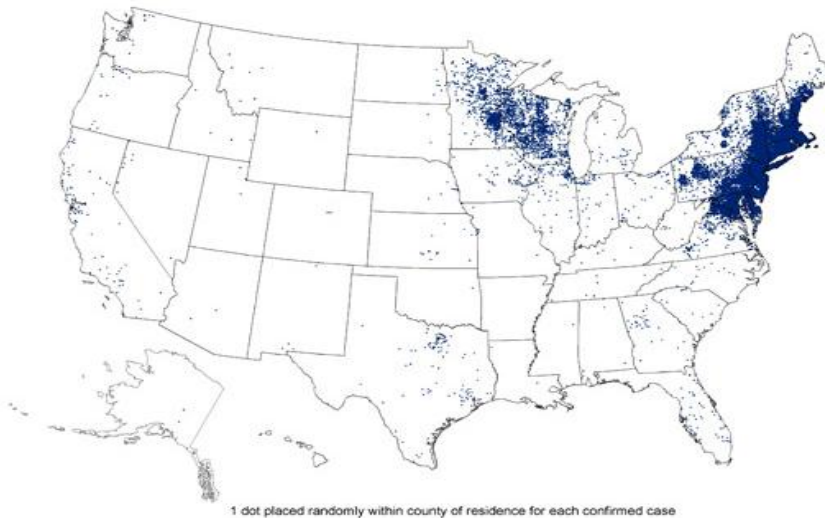 1 dot placed randomly within county of residence for each confirmed case